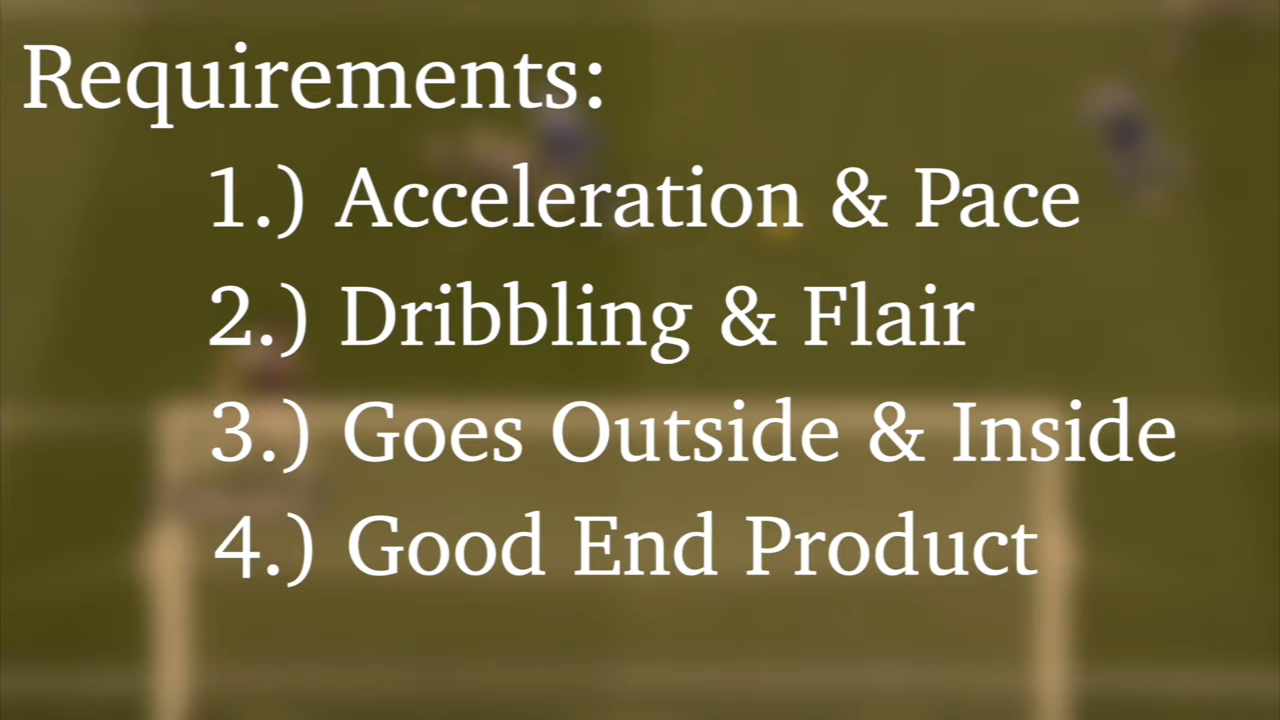 Requirements:
1.) Acceleration & Pace
2.) Dribbling & Flair
3.) Goes Outside & Inside
4.) Good End Product